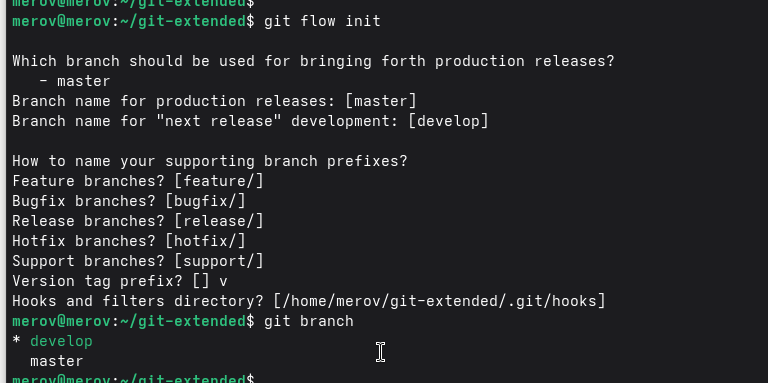 merov@merov:~/git-extended$
merov@merov:~/git-extended$ git flow init
Which branch should be used for bringing forth production releases?
   - master
Branch name for production releases: [master]
Branch name for "next release" development: [develop]
How to name your supporting branch prefixes?
Feature branches? [feature/]
Bugfix branches? [bugfix/]
Release branches? [release/]
Hotfix branches? [hotfix/]
Support branches? [support/]
Version tag prefix? [] v
Hooks and filters directory? [/home/merov/git-extended/.git/hooks]
merov@merov:~/git-extended$ git branch
* develop
  master
merov@merov:~/git-extended$